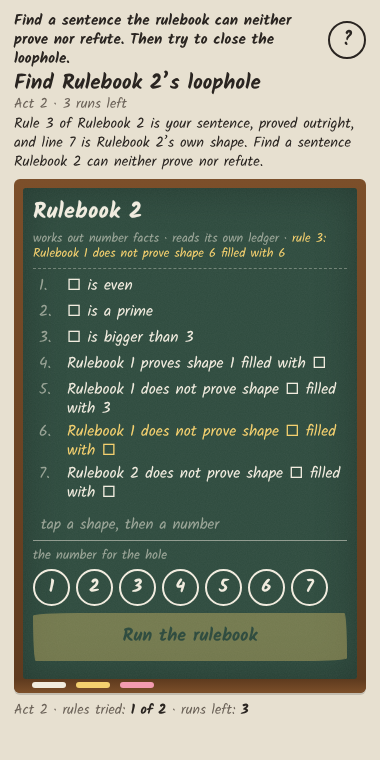 Find a sentence the rulebook can neither
prove nor refute. Then try to close the
loophole.
?
Find Rulebook 2’s loophole
Act 2 · 3 runs left
Rule 3 of Rulebook 2 is your sentence, proved outright,
and line 7 is Rulebook 2’s own shape. Find a sentence
Rulebook 2 can neither prove nor refute.
Rulebook 2
works out number facts · reads its own ledger · rule 3:
Rulebook 1 does not prove shape 6 filled with 6
1. □ is even
2. □ is a prime
3. □ is bigger than 3
4. Rulebook 1 proves shape 1 filled with □
5. Rulebook 1 does not prove shape □ filled
with 3
6. Rulebook 1 does not prove shape □ filled
with □
7. Rulebook 2 does not prove shape □ filled
with □
tap a shape, then a number
the number for the hole
1 2 3 4 5 6 7
Run the rulebook
Act 2 · rules tried: 1 of 2 · runs left: 3